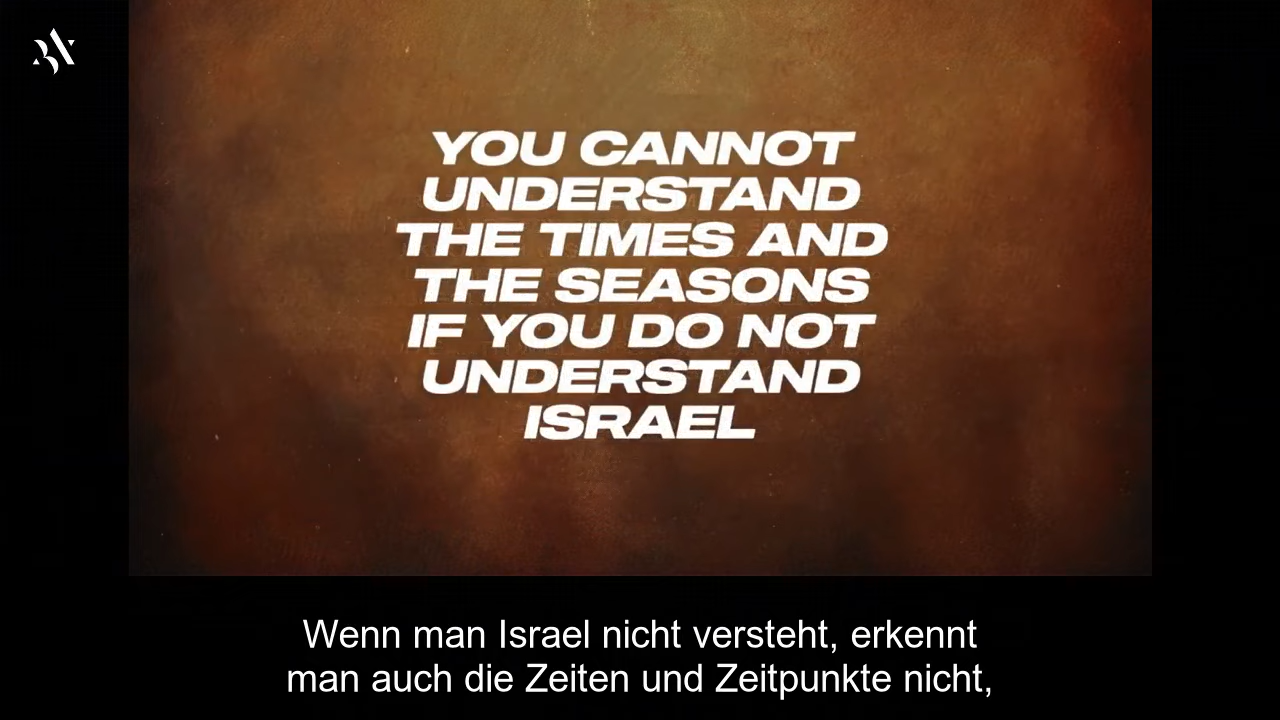 YOU CANNOT
UNDERSTAND
THE TIMES AND
THE SEASONS
IF YOU DO NOT
UNDERSTAND
ISRAEL
Wenn man Israel nicht versteht, erkennt
man auch die Zeiten und Zeitpunkte nicht,